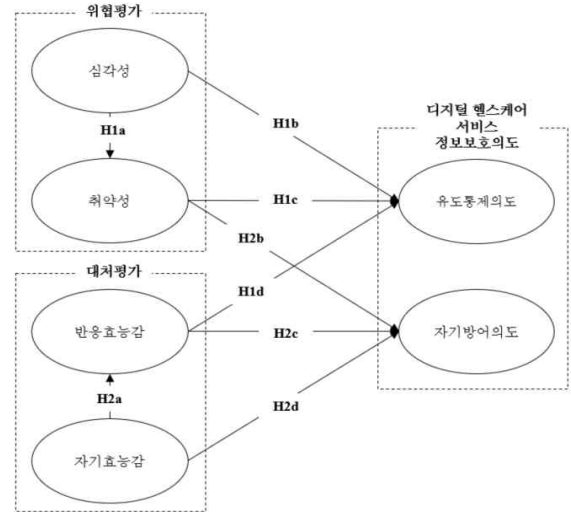 위협평가
심각성
H1a
취약성
H1b
H1c
H2b
H1d
H2c
H2d
대처평가
반응효능감
H2a
자기효능감
디지털 헬스케어
서비스
정보보호의도
유도통제의도
자기방어의도